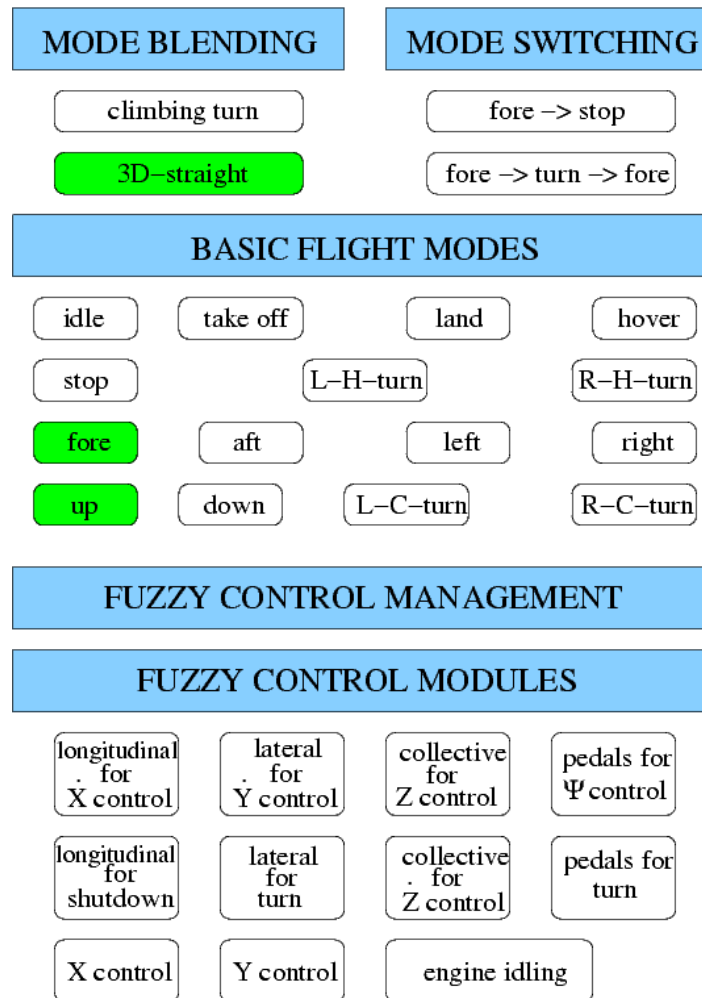 MODE BLENDING
MODE SWITCHING
climbing turn
fore −> stop
3D−straight
fore −> turn −> fore
BASIC FLIGHT MODES
idle
take off
land
hover
stop
L−H−turn
R−H−turn
fore
aft
left
right
up
down
L−C−turn
R−C−turn
FUZZY CONTROL MANAGEMENT
FUZZY CONTROL MODULES
longitudinal
for
Ẋ control
lateral
for
Ẏ control
collective
for
Z control
pedals for
Ψ control
longitudinal
for
shutdown
lateral
for
turn
collective
for
Ż control
pedals for
turn
X control
Y control
engine idling